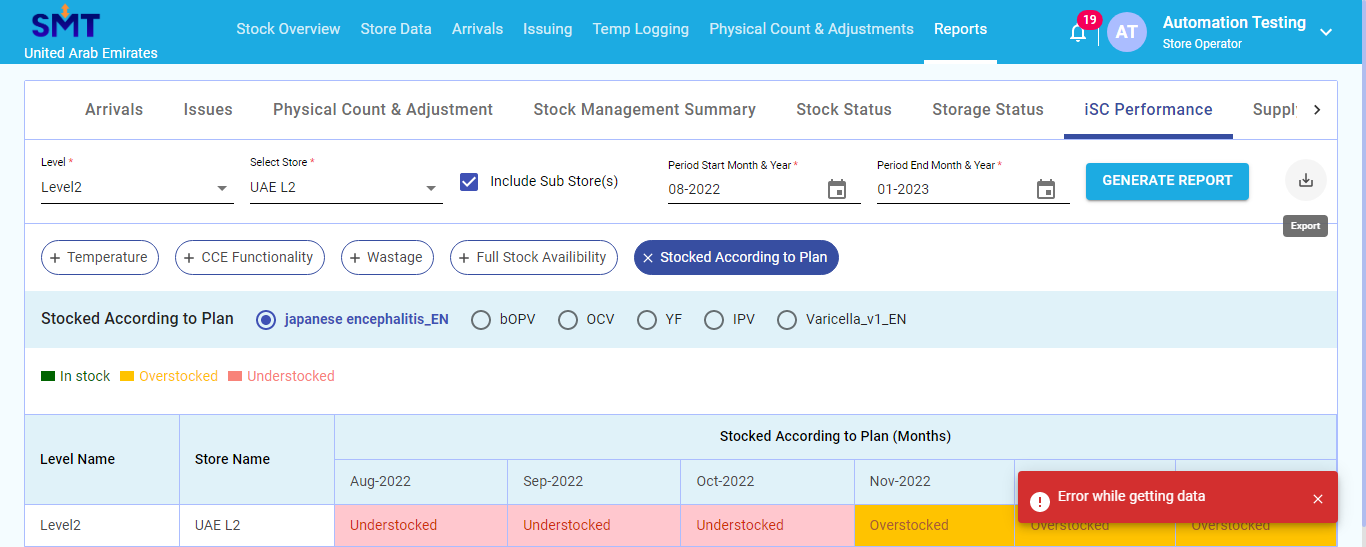 SMT
United Arab Emirates
Stock Overview Store Data Arrivals Issuing Temp Logging Physical Count & Adjustments Reports
19
AT
Automation Testing
Store Operator
Arrivals Issues Physical Count & Adjustment Stock Management Summary Stock Status Storage Status iSC Performance Supply
Level * Select Store * Period Start Month & Year * Period End Month & Year *
Level2 UAE L2 Include Sub Store(s) 08-2022 01-2023 GENERATE REPORT
Export
+ Temperature + CCE Functionality + Wastage + Full Stock Availibility × Stocked According to Plan
Stocked According to Plan japanese encephalitis_EN bOPV OCV YF IPV Varicella_v1_EN
In stock Overstocked Understocked
Level Name Store Name Stocked According to Plan (Months)
Aug-2022 Sep-2022 Oct-2022 Nov-2022
Error while getting data ×
Level2 UAE L2 Understocked Understocked Understocked Overstocked Overstocked Overstocked